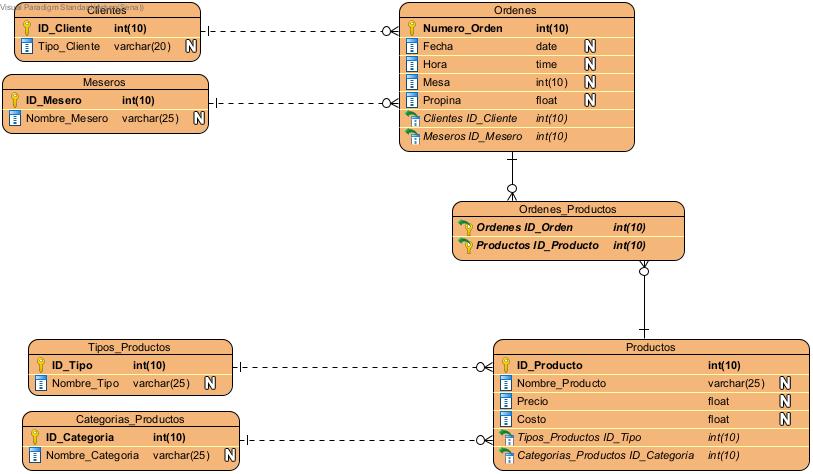 Visual Paradigm Standard
Clientes
ID_Cliente int(10)
Tipo_Cliente varchar(20) N
Meseros
ID_Mesero int(10)
Nombre_Mesero varchar(25) N
Ordenes
Numero_Orden int(10)
Fecha date N
Hora time N
Mesa int(10) N
Propina float N
Clientes ID_Cliente int(10)
Meseros ID_Mesero int(10)
Ordenes_Productos
Ordenes ID_Orden int(10)
Productos ID_Producto int(10)
Tipos_Productos
ID_Tipo int(10)
Nombre_Tipo varchar(25) N
Categorias_Productos
ID_Categoria int(10)
Nombre_Categoria varchar(25) N
Productos
ID_Producto int(10)
Nombre_Producto varchar(25) N
Precio float N
Costo float N
Tipos_Productos ID_Tipo int(10)
Categorias_Productos ID_Categoria int(10)